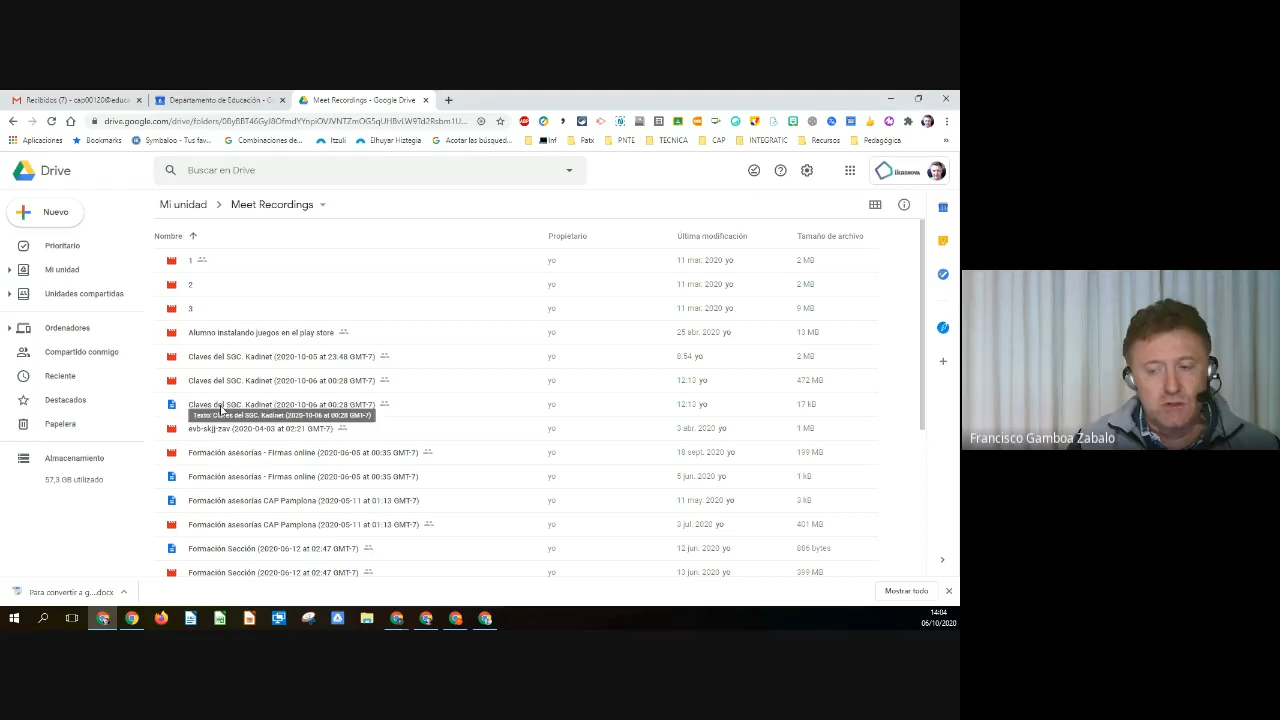 Recibidos (7) - cap00120@educa
Departamento de Educación - G
Meet Recordings - Google Drive
drive.google.com/drive/folders/0ByBBT46GyJ8OfmdYYnpiOVJVNTZmOG5qUHBvLW9Td2Rsbm1U...
Aplicaciones
Bookmarks
Symbaloo - Tus fav...
Combinaciones de...
Itzuli
Elhuyar Hiztegia
Acotar las búsqued...
Inf
Patx
PNTE
TECNICA
CAP
INTEGRATIC
Recursos
Pedagógica
»
Drive
Buscar en Drive
Nuevo
Mi unidad > Meet Recordings
Nombre Propietario Última modificación Tamaño de archivo
Prioritario
Mi unidad
Unidades compartidas
Ordenadores
Compartido conmigo
Reciente
Destacados
Papelera
Almacenamiento
57,3 GB utilizado
1 yo 11 mar. 2020 yo 2 MB
2 yo 11 mar. 2020 yo 2 MB
3 yo 11 mar. 2020 yo 9 MB
Alumno instalando juegos en el play store yo 25 abr. 2020 yo 13 MB
Claves del SGC. Kadinet (2020-10-05 at 23:48 GMT-7) yo 8:54 yo 2 MB
Claves del SGC. Kadinet (2020-10-06 at 00:28 GMT-7) yo 12:13 yo 472 MB
Claves del SGC. Kadinet (2020-10-06 at 00:28 GMT-7) yo 12:13 yo 17 kB
Texto: Claves del SGC. Kadinet (2020-10-06 at 00:28 GMT-7)
evb-skjj-zav (2020-04-03 at 02:21 GMT-7) yo 3 abr. 2020 yo 1 MB
Formación asesorías - Firmas online (2020-06-05 at 00:35 GMT-7) yo 18 sept. 2020 yo 199 MB
Formación asesorías - Firmas online (2020-06-05 at 00:35 GMT-7) yo 5 jun. 2020 yo 1 kB
Formación asesorías CAP Pamplona (2020-05-11 at 01:13 GMT-7) yo 11 may. 2020 yo 3 kB
Formación asesorías CAP Pamplona (2020-05-11 at 01:13 GMT-7) yo 3 jul. 2020 yo 401 MB
Formación Sección (2020-06-12 at 02:47 GMT-7) yo 12 jun. 2020 yo 886 bytes
Formación Sección (2020-06-12 at 02:47 GMT-7) yo 13 jun. 2020 yo 399 MB
Para convertir a g....docx
Mostrar todo
14:04
06/10/2020
Francisco Gamboa Zabalo